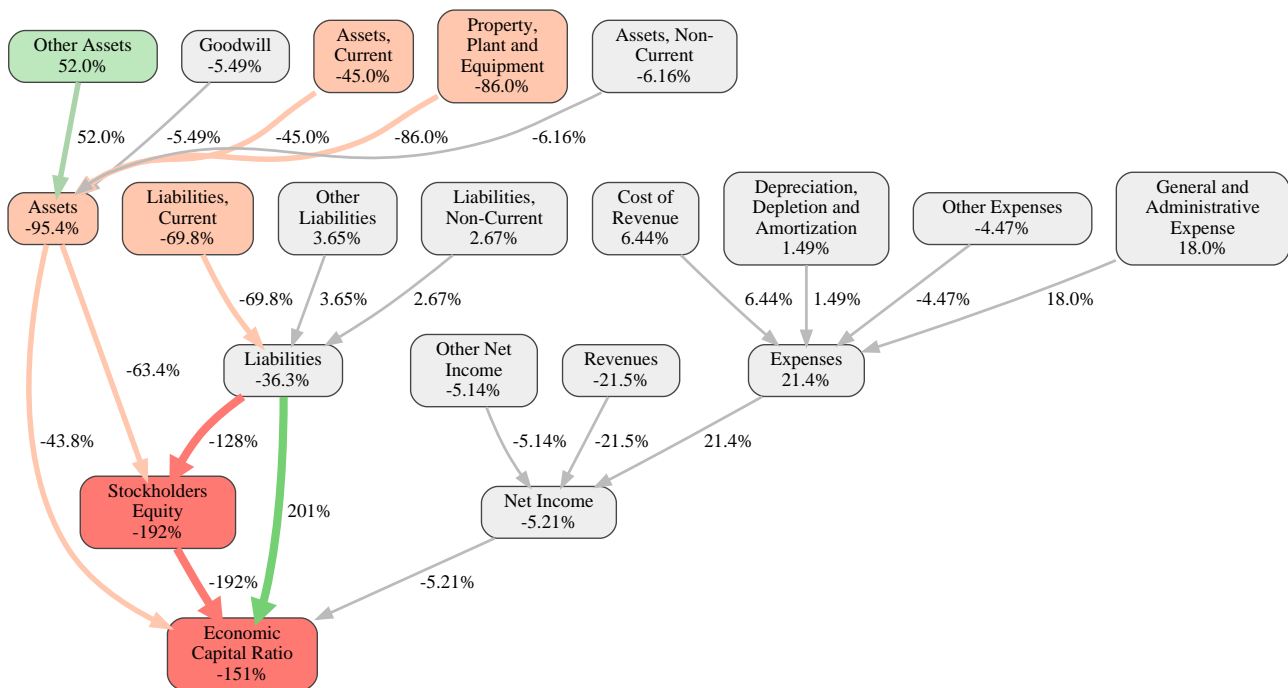 Other Assets
52.0%
Goodwill
-5.49%
Assets,
Current
-45.0%
Property,
Plant and
Equipment
-86.0%
Assets, Non-
Current
-6.16%
52.0%
-5.49%
-45.0%
-86.0%
-6.16%
Assets
-95.4%
Liabilities,
Current
-69.8%
Other
Liabilities
3.65%
Liabilities,
Non-Current
2.67%
Cost of
Revenue
6.44%
Depreciation,
Depletion and
Amortization
1.49%
Other Expenses
-4.47%
General and
Administrative
Expense
18.0%
-69.8%
3.65%
2.67%
6.44%
1.49%
-4.47%
18.0%
-63.4%
Liabilities
-36.3%
Other Net
Income
-5.14%
Revenues
-21.5%
Expenses
21.4%
-43.8%
-128%
-5.14%
-21.5%
21.4%
Stockholders
Equity
-192%
201%
Net Income
-5.21%
-192%
-5.21%
Economic
Capital Ratio
-151%